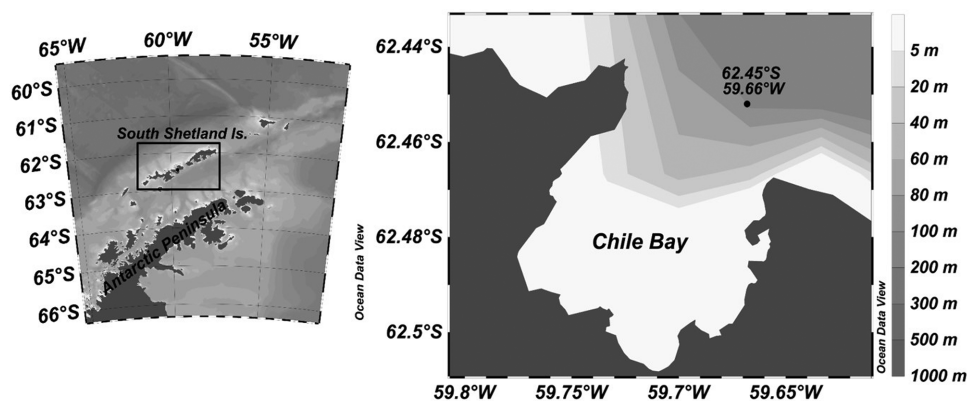 65°W
60°W
55°W
60°S
61°S
62°S
63°S
64°S
65°S
66°S
South Shetland Is.
Antarctic Peninsula
Ocean Data View
62.44°S
62.46°S
62.48°S
62.5°S
62.45°S
59.66°W
Chile Bay
59.8°W
59.75°W
59.7°W
59.65°W
Ocean Data View
5 m
20 m
40 m
60 m
80 m
100 m
300 m
500 m
1000 m